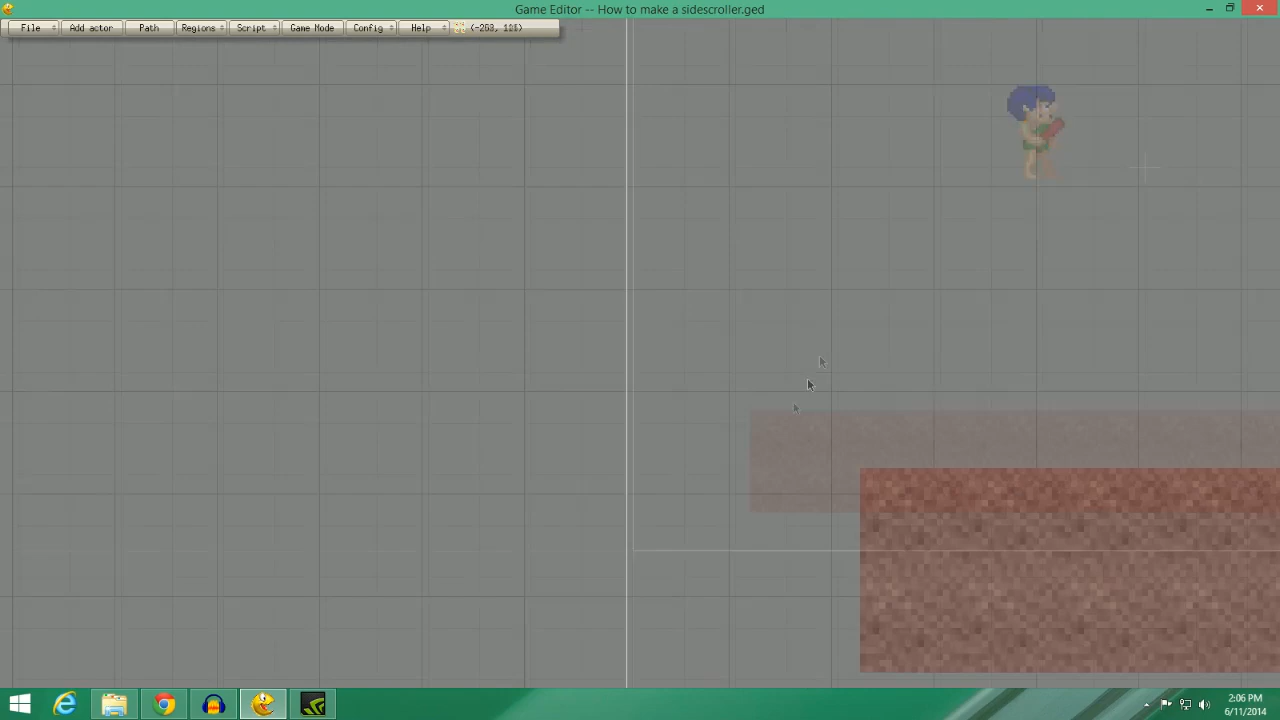 Game Editor -- How to make a sidescroller.ged
File Add actor Path Regions Script Game Mode Config Help
2:06 PM
6/11/2014